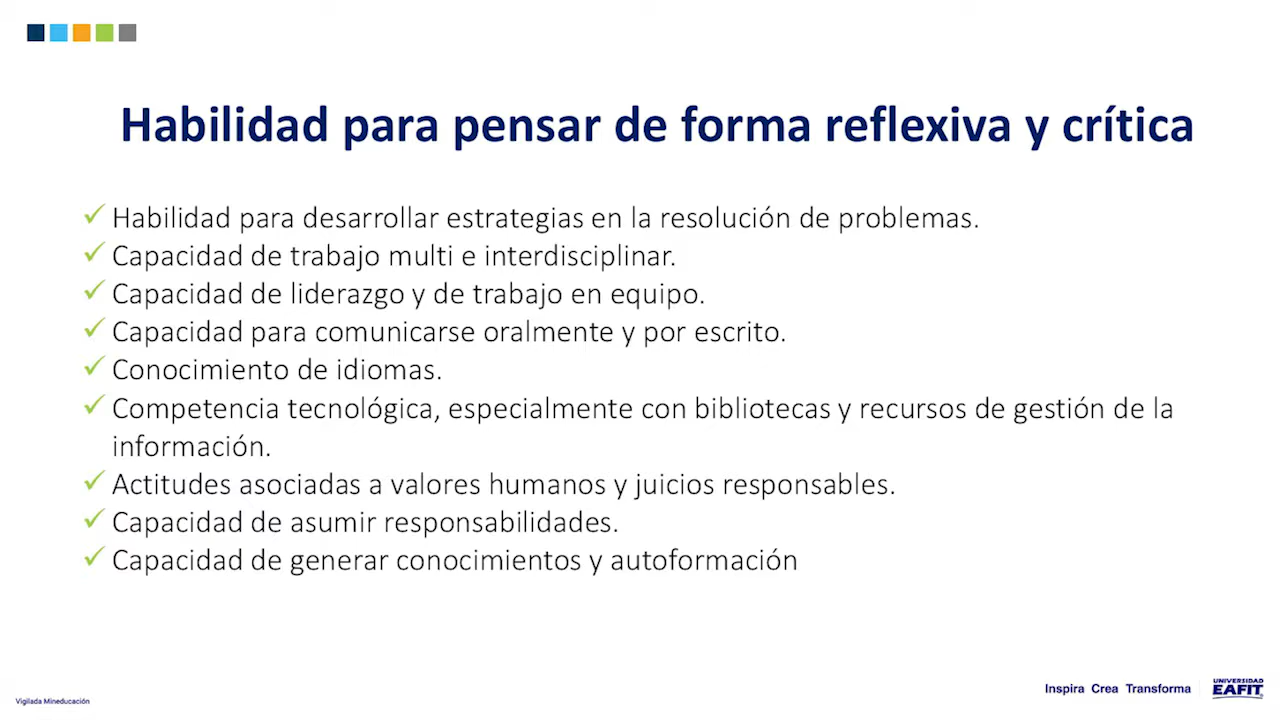 Habilidad para pensar de forma reflexiva y crítica
✓ Habilidad para desarrollar estrategias en la resolución de problemas.
✓ Capacidad de trabajo multi e interdisciplinar.
✓ Capacidad de liderazgo y de trabajo en equipo.
✓ Capacidad para comunicarse oralmente y por escrito.
✓ Conocimiento de idiomas.
✓ Competencia tecnológica, especialmente con bibliotecas y recursos de gestión de la
información.
✓ Actitudes asociadas a valores humanos y juicios responsables.
✓ Capacidad de asumir responsabilidades.
✓ Capacidad de generar conocimientos y autoformación
Vigilada Mineducación
Inspira Crea Transforma
UNIVERSIDAD
EAFIT